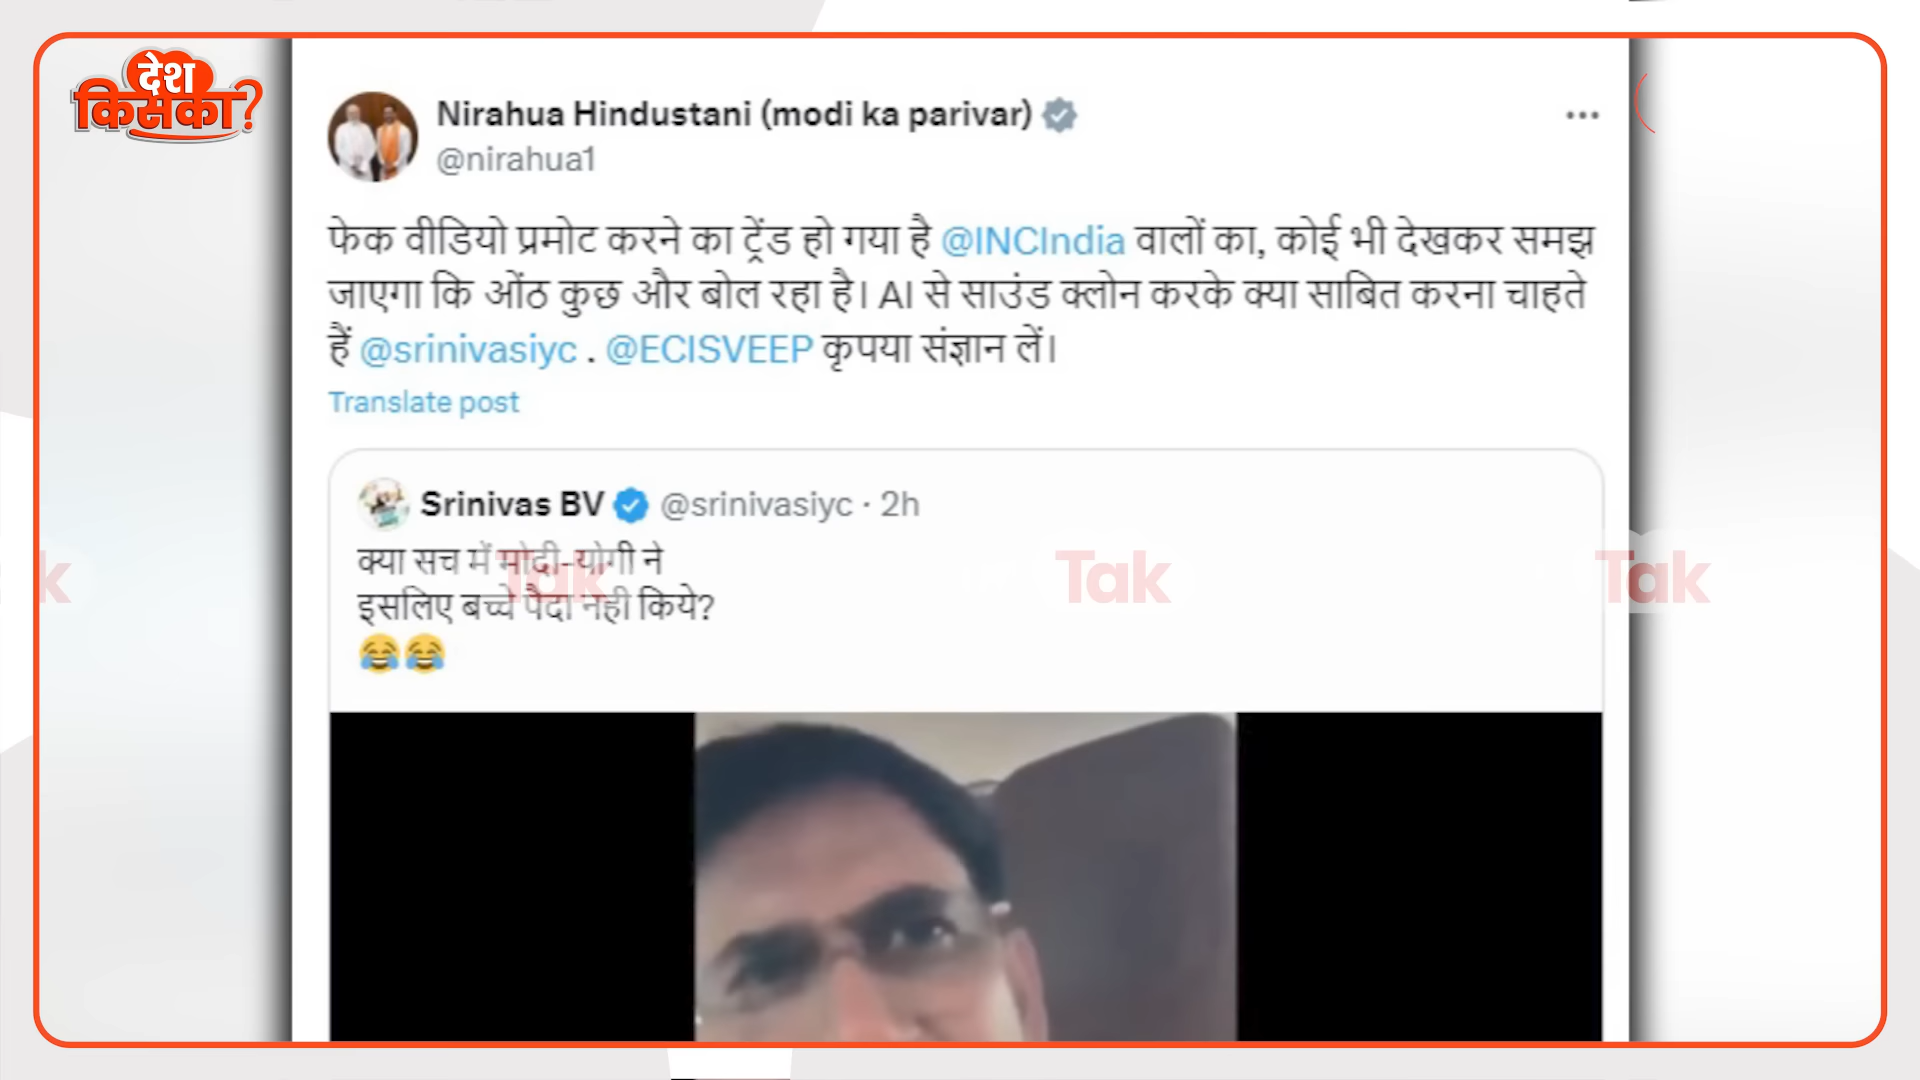 देश
किसका?
Nirahua Hindustani (modi ka parivar)
@nirahua1
फेक वीडियो प्रमोट करने का ट्रेंड हो गया है @INCIndia वालों का, कोई भी देखकर समझ
जाएगा कि ओंठ कुछ और बोल रहा है। AI से साउंड क्लोन करके क्या साबित करना चाहते
हैं @srinivasiyc . @ECISVEEP कृपया संज्ञान लें।
Translate post
Srinivas BV @srinivasiyc · 2h
क्या सच में मोदी-योगी ने
इसलिए बच्चे पैदा नही किये?
😂😂
k Tak Tak Tak